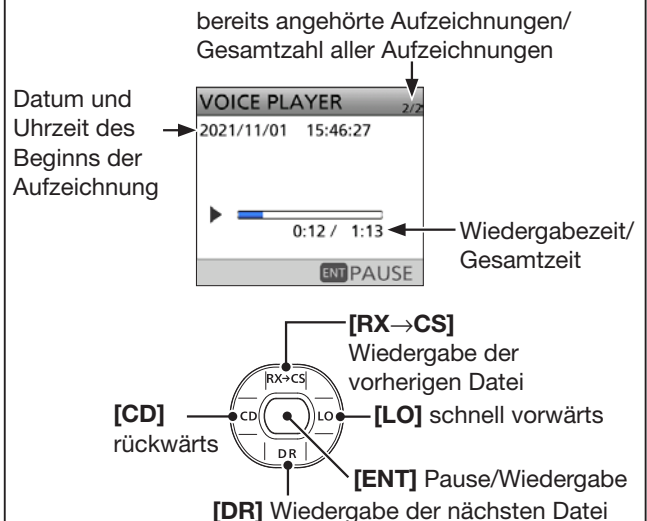 bereits angehörte Aufzeichnungen/
Gesamtzahl aller Aufzeichnungen
Datum und
Uhrzeit des
Beginns der
Aufzeichnung
VOICE PLAYER 2/2
2021/11/01 15:46:27
0:12 / 1:13
Wiedergabezeit/
Gesamtzeit
ENT PAUSE
[RX→CS]
Wiedergabe der
vorherigen Datei
RX→CS
[CD]
rückwärts
CD
LO
[LO] schnell vorwärts
DR
[ENT] Pause/Wiedergabe
[DR] Wiedergabe der nächsten Datei